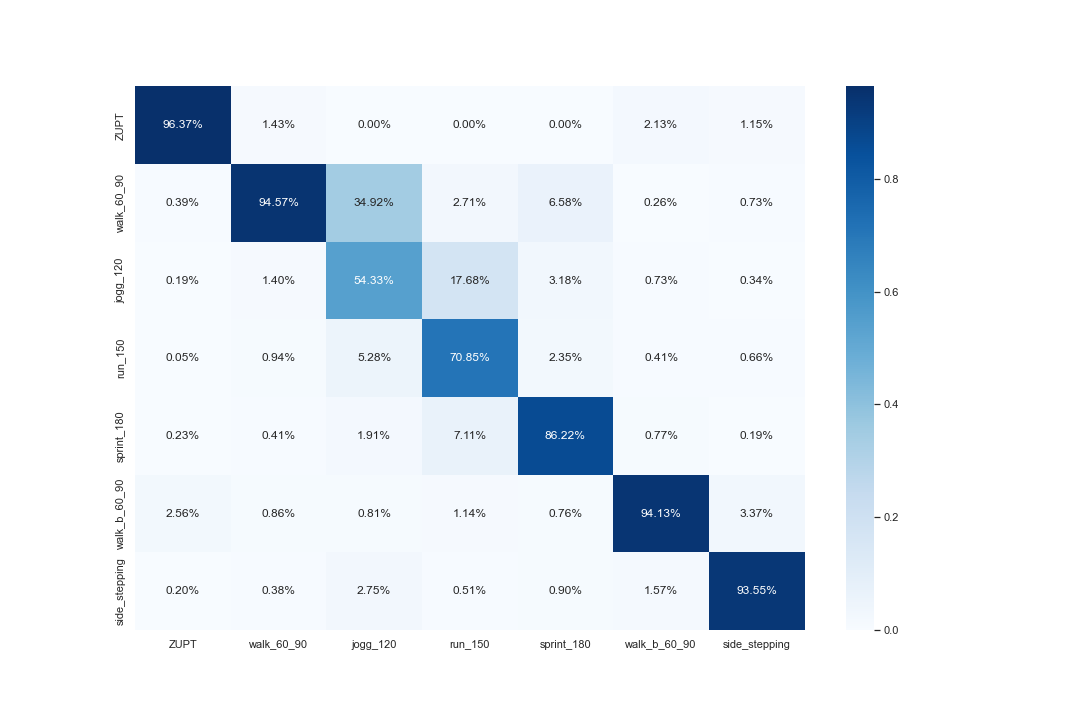 ZUPT 96.37% 1.43% 0.00% 0.00% 0.00% 2.13% 1.15%
walk_60_90 0.39% 94.57% 34.92% 2.71% 6.58% 0.26% 0.73%
jogg_120 0.19% 1.40% 54.33% 17.68% 3.18% 0.73% 0.34%
run_150 0.05% 0.94% 5.28% 70.85% 2.35% 0.41% 0.66%
sprint_180 0.23% 0.41% 1.91% 7.11% 86.22% 0.77% 0.19%
walk_b_60_90 2.56% 0.86% 0.81% 1.14% 0.76% 94.13% 3.37%
side_stepping 0.20% 0.38% 2.75% 0.51% 0.90% 1.57% 93.55%
ZUPT walk_60_90 jogg_120 run_150 sprint_180 walk_b_60_90 side_stepping
0.8
0.6
0.4
0.2
0.0